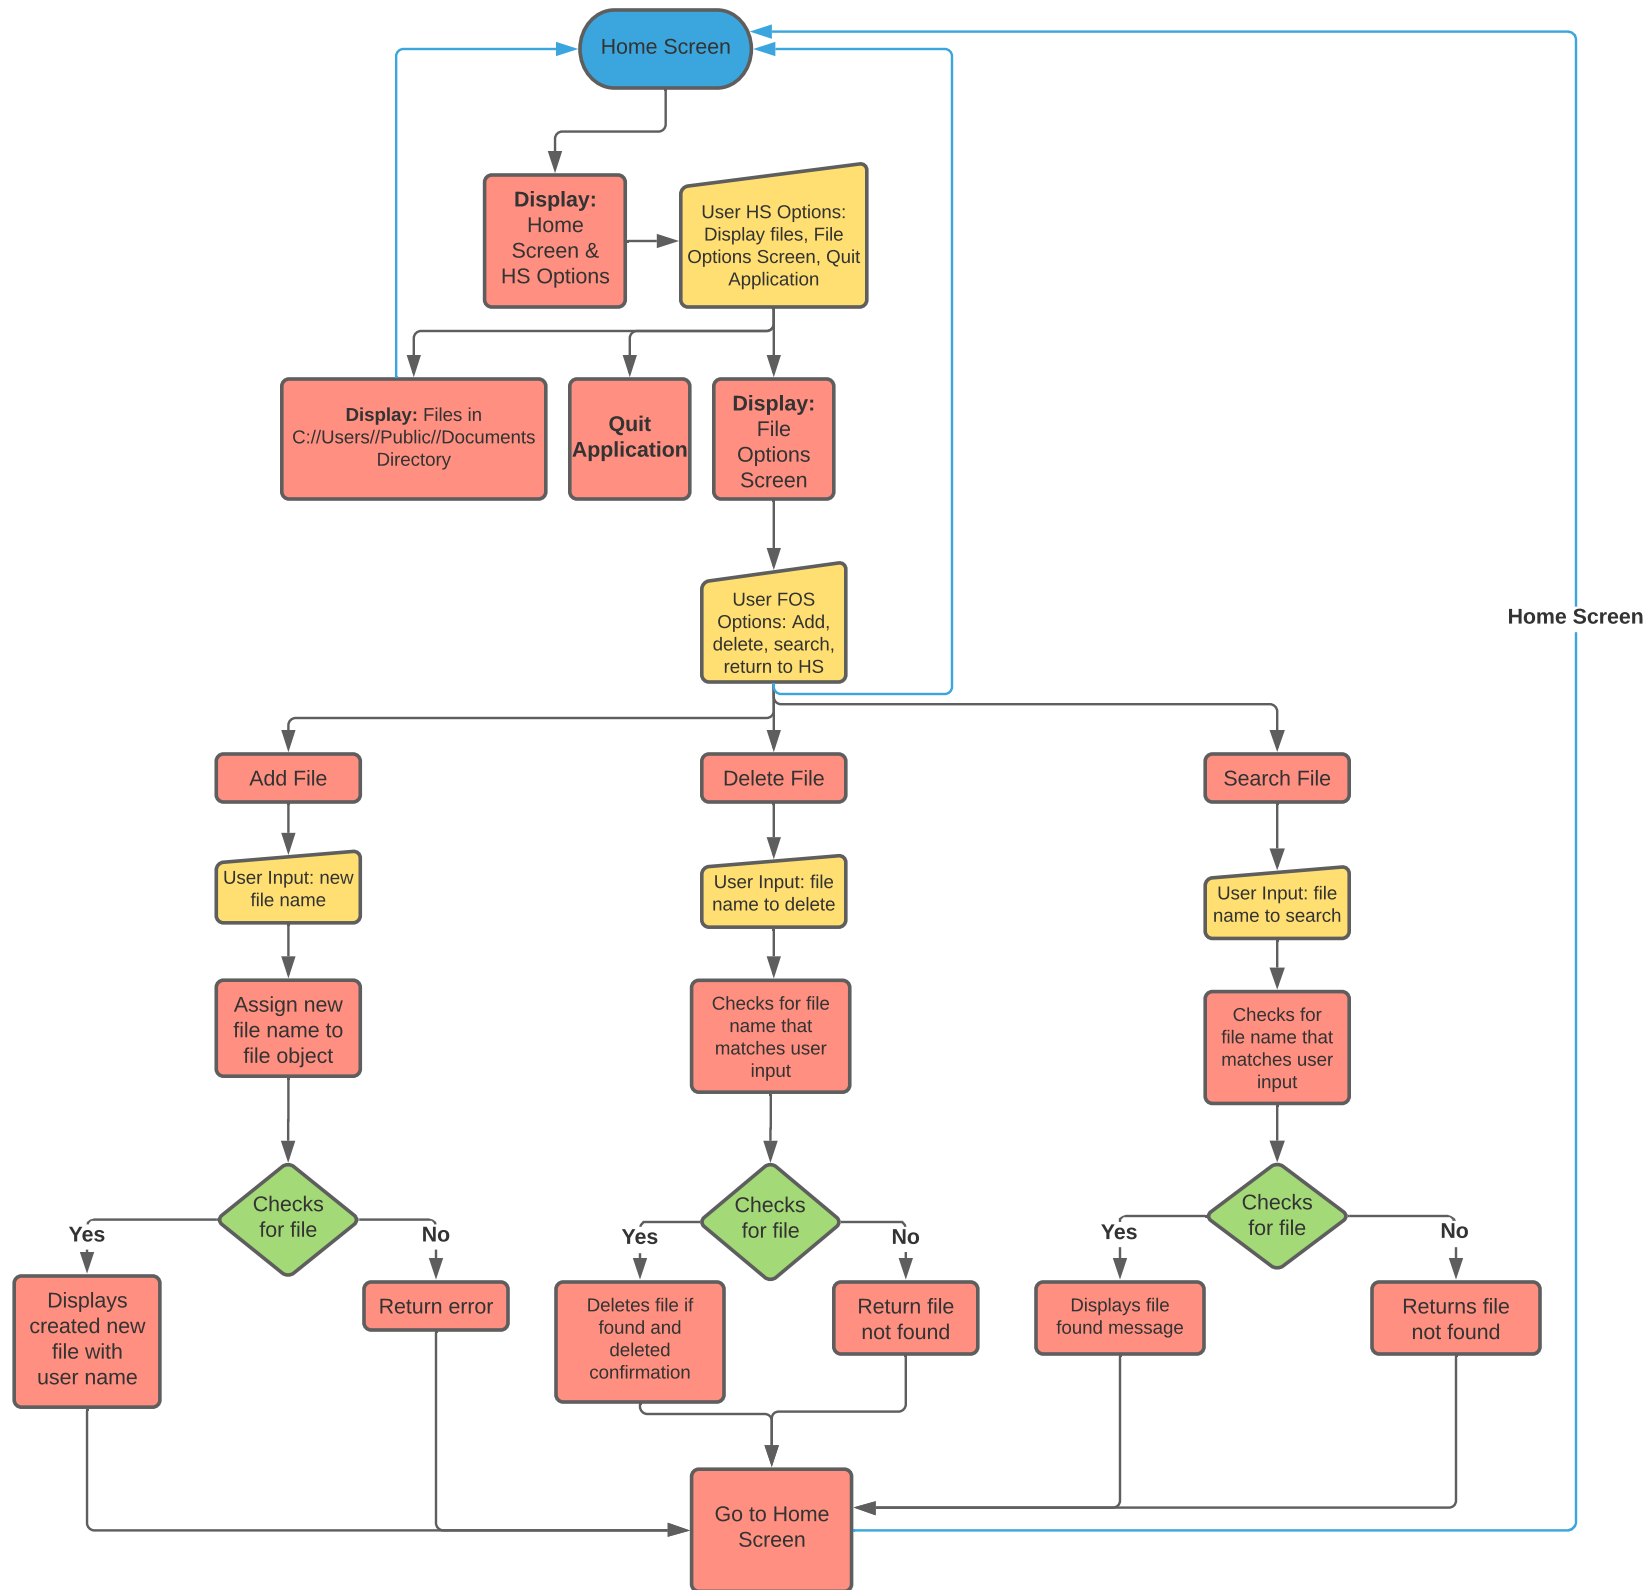 Home Screen
Display:
Home
Screen &
HS Options
User HS Options:
Display files, File
Options Screen, Quit
Application
Display: Files in
C://Users//Public//Documents
Directory
Quit
Application
Display:
File
Options
Screen
User FOS
Options: Add,
delete, search,
return to HS
Home Screen
Add File
Delete File
Search File
User Input: new
file name
User Input: file
name to delete
User Input: file
name to search
Assign new
file name to
file object
Checks for file
name that
matches user
input
Checks for
file name that
matches user
input
Checks
for file
Checks
for file
Checks
for file
Yes
No
Yes
No
Yes
No
Displays
created new
file with
user name
Return error
Deletes file if
found and
deleted
confirmation
Return file
not found
Displays file
found message
Returns file
not found
Go to Home
Screen